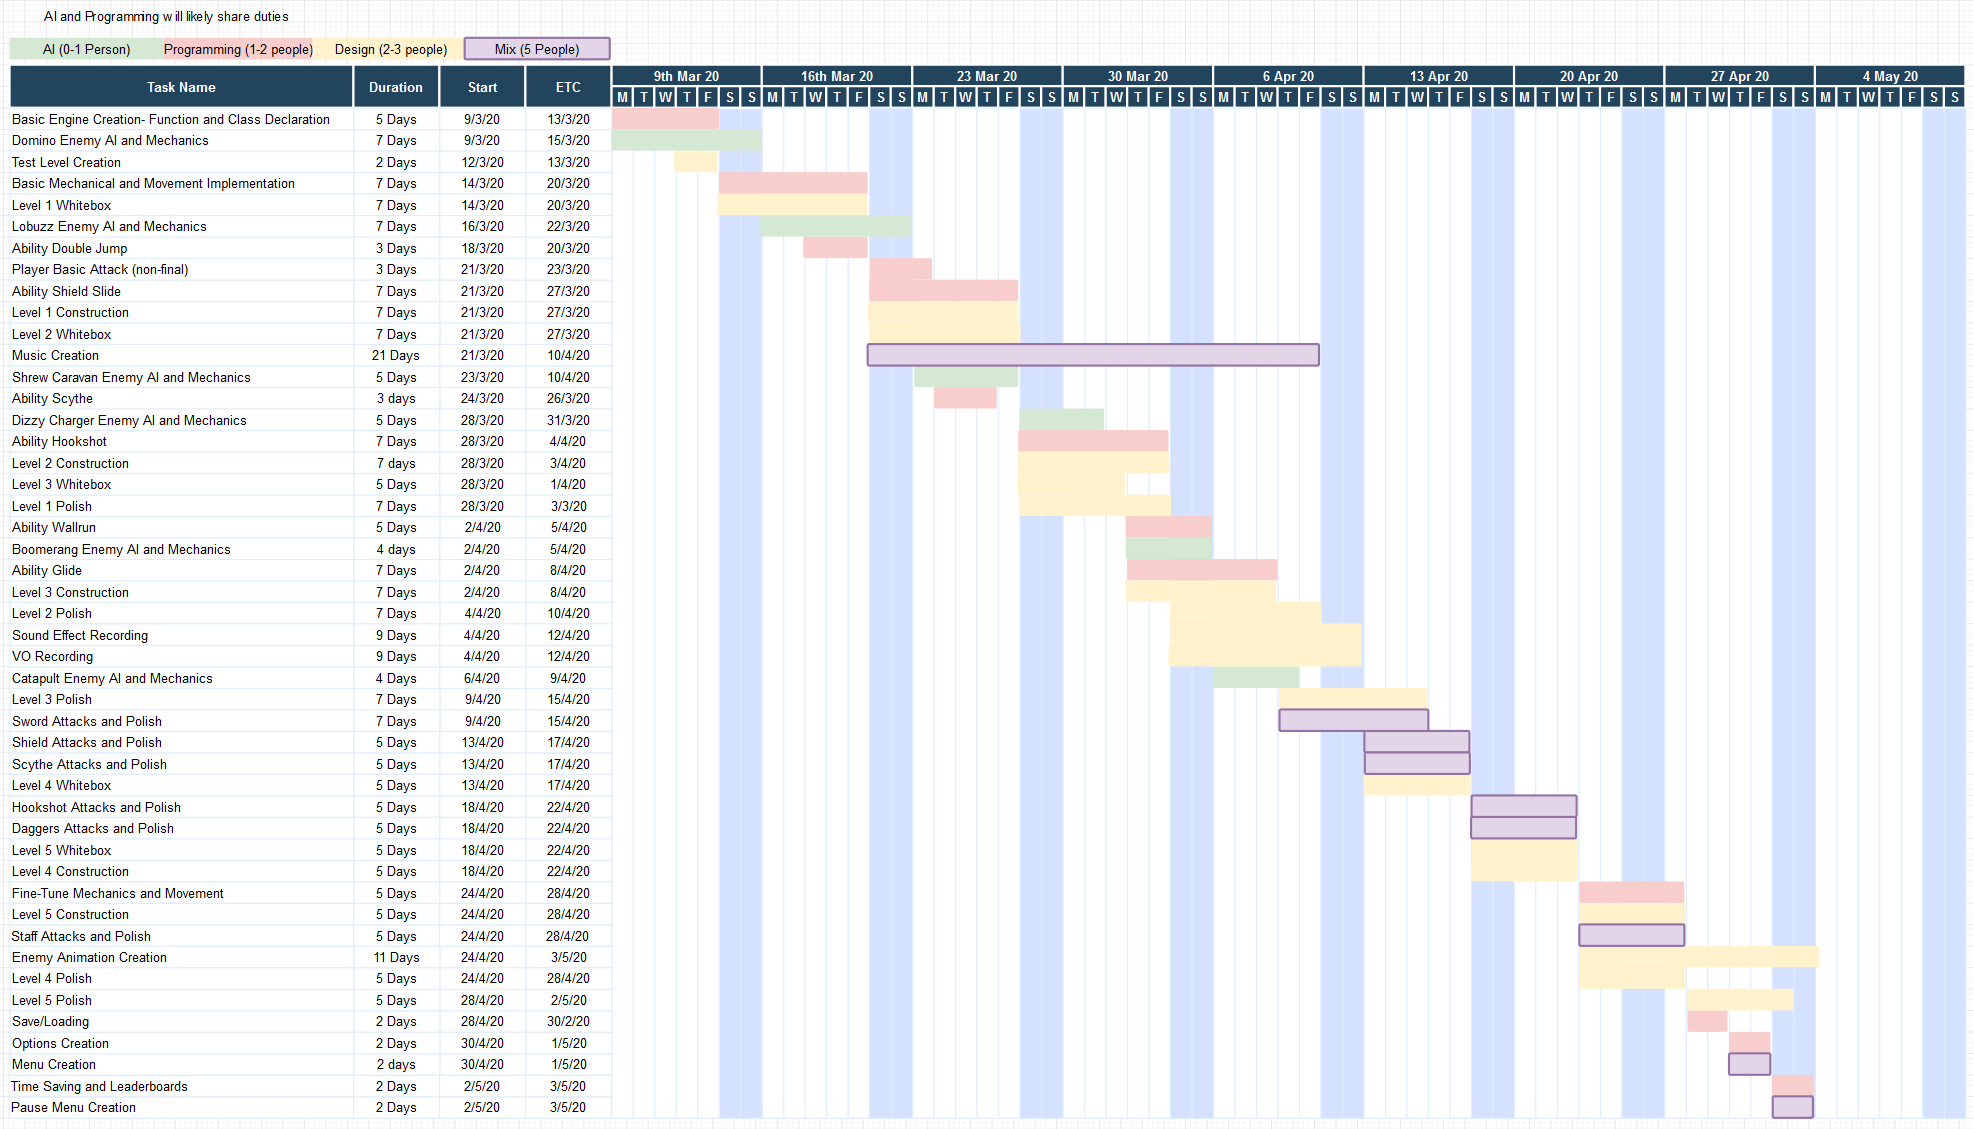 AI and Programming will likely share duties
AI (0-1 Person) Programming (1-2 people) Design (2-3 people) Mix (5 People)
Task Name Duration Start ETC 9th Mar 20 16th Mar 20 23 Mar 20 30 Mar 20 6 Apr 20 13 Apr 20 20 Apr 20 27 Apr 20 4 May 20
M T W T F S S M T W T F S S M T W T F S S M T W T F S S M T W T F S S M T W T F S S M T W T F S S M T W T F S S M T W T F S S
Basic Engine Creation- Function and Class Declaration 5 Days 9/3/20 13/3/20
Domino Enemy AI and Mechanics 7 Days 9/3/20 15/3/20
Test Level Creation 2 Days 12/3/20 13/3/20
Basic Mechanical and Movement Implementation 7 Days 14/3/20 20/3/20
Level 1 Whitebox 7 Days 14/3/20 20/3/20
Lobuzz Enemy AI and Mechanics 7 Days 16/3/20 22/3/20
Ability Double Jump 3 Days 18/3/20 20/3/20
Player Basic Attack (non-final) 3 Days 21/3/20 23/3/20
Ability Shield Slide 7 Days 21/3/20 27/3/20
Level 1 Construction 7 Days 21/3/20 27/3/20
Level 2 Whitebox 7 Days 21/3/20 27/3/20
Music Creation 21 Days 21/3/20 10/4/20
Shrew Caravan Enemy AI and Mechanics 5 Days 23/3/20 10/4/20
Ability Scythe 3 days 24/3/20 26/3/20
Dizzy Charger Enemy AI and Mechanics 5 Days 28/3/20 31/3/20
Ability Hookshot 7 Days 28/3/20 4/4/20
Level 2 Construction 7 days 28/3/20 3/4/20
Level 3 Whitebox 5 Days 28/3/20 1/4/20
Level 1 Polish 7 Days 28/3/20 3/3/20
Ability Wallrun 5 Days 2/4/20 5/4/20
Boomerang Enemy AI and Mechanics 4 days 2/4/20 5/4/20
Ability Glide 7 Days 2/4/20 8/4/20
Level 3 Construction 7 Days 2/4/20 8/4/20
Level 2 Polish 7 Days 4/4/20 10/4/20
Sound Effect Recording 9 Days 4/4/20 12/4/20
VO Recording 9 Days 4/4/20 12/4/20
Catapult Enemy AI and Mechanics 4 Days 6/4/20 9/4/20
Level 3 Polish 7 Days 9/4/20 15/4/20
Sword Attacks and Polish 7 Days 9/4/20 15/4/20
Shield Attacks and Polish 5 Days 13/4/20 17/4/20
Scythe Attacks and Polish 5 Days 13/4/20 17/4/20
Level 4 Whitebox 5 Days 13/4/20 17/4/20
Hookshot Attacks and Polish 5 Days 18/4/20 22/4/20
Daggers Attacks and Polish 5 Days 18/4/20 22/4/20
Level 5 Whitebox 5 Days 18/4/20 22/4/20
Level 4 Construction 5 Days 18/4/20 22/4/20
Fine-Tune Mechanics and Movement 5 Days 24/4/20 28/4/20
Level 5 Construction 5 Days 24/4/20 28/4/20
Staff Attacks and Polish 5 Days 24/4/20 28/4/20
Enemy Animation Creation 11 Days 24/4/20 3/5/20
Level 4 Polish 5 Days 24/4/20 28/4/20
Level 5 Polish 5 Days 28/4/20 2/5/20
Save/Loading 2 Days 28/4/20 30/2/20
Options Creation 2 Days 30/4/20 1/5/20
Menu Creation 2 days 30/4/20 1/5/20
Time Saving and Leaderboards 2 Days 2/5/20 3/5/20
Pause Menu Creation 2 Days 2/5/20 3/5/20